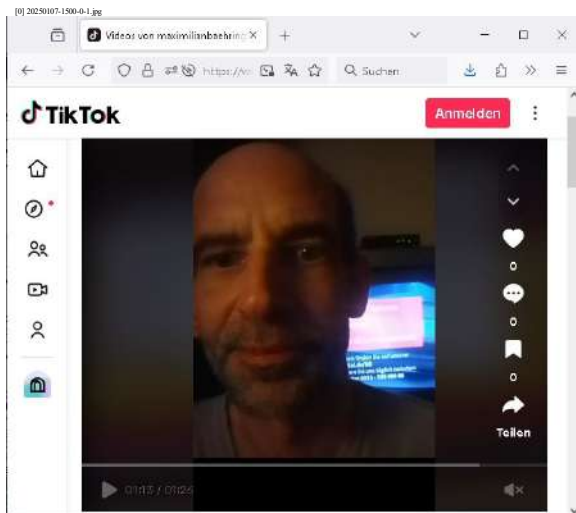 [0] 20250107-1500-0-1.jpg
Videos von maximilianbaehring
Suchen
TikTok
Anmelden
0
0
0
Teilen
01:13 / 01:26